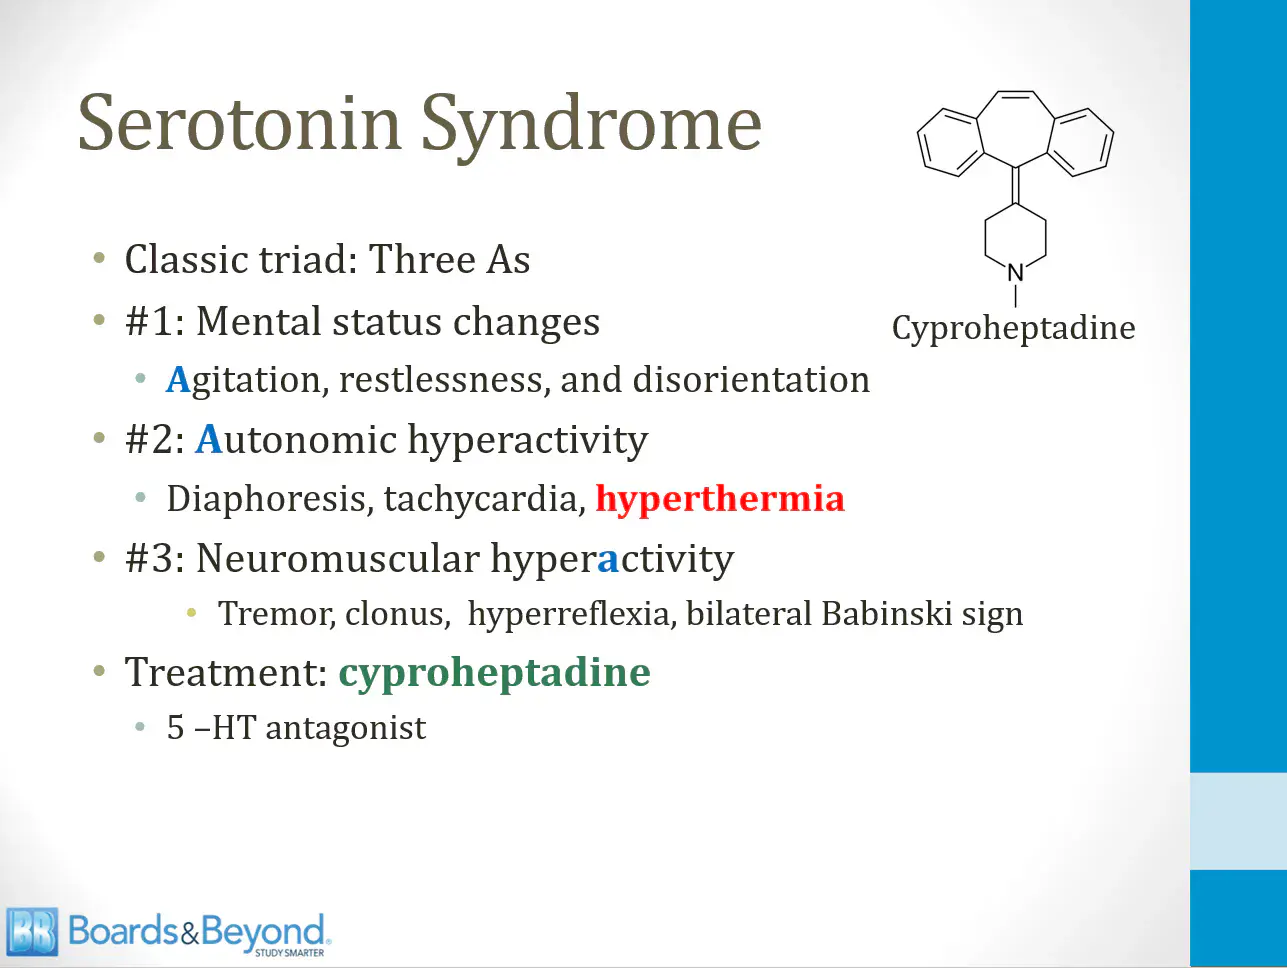 Serotonin Syndrome
N
Cyproheptadine
• Classic triad: Three As
• #1: Mental status changes
• Agitation, restlessness, and disorientation
• #2: Autonomic hyperactivity
• Diaphoresis, tachycardia, hyperthermia
• #3: Neuromuscular hyperactivity
• Tremor, clonus,  hyperreflexia, bilateral Babinski sign
• Treatment: cyproheptadine
• 5 –HT antagonist
BB Boards&Beyond®
STUDY SMARTER